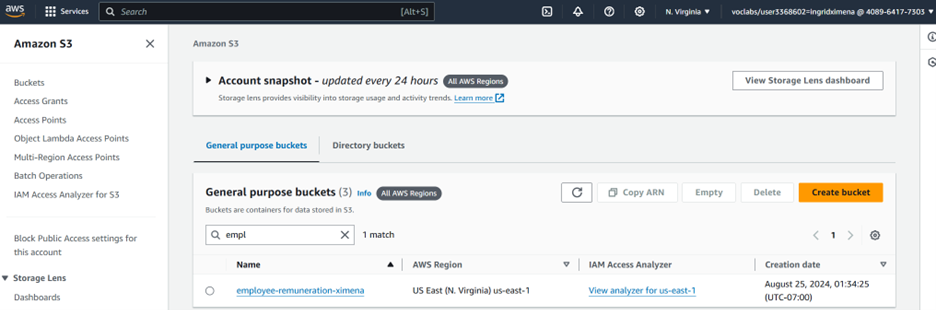 aws
Services
Search
[Alt+S]
N. Virginia
voclabs/user3368602=ingridximena @ 4089-6417-7303
Amazon S3
Buckets
Access Grants
Access Points
Object Lambda Access Points
Multi-Region Access Points
Batch Operations
IAM Access Analyzer for S3
Block Public Access settings for
this account
Storage Lens
Dashboards
Amazon S3
Account snapshot - updated every 24 hours All AWS Regions
Storage lens provides visibility into storage usage and activity trends. Learn more
View Storage Lens dashboard
General purpose buckets
Directory buckets
General purpose buckets (3) Info All AWS Regions
Buckets are containers for data stored in S3.
Copy ARN
Empty
Delete
Create bucket
empl
1 match
1
Name
AWS Region
IAM Access Analyzer
Creation date
employee-remuneration-ximena
US East (N. Virginia) us-east-1
View analyzer for us-east-1
August 25, 2024, 01:34:25
(UTC-07:00)